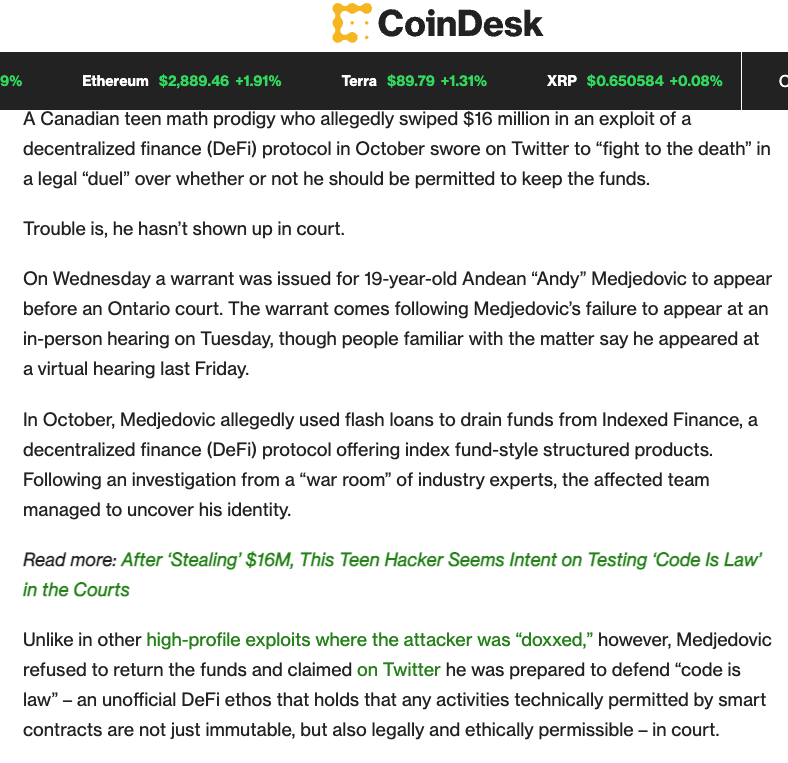 CoinDesk
9% Ethereum $2,889.46 +1.91% Terra $89.79 +1.31% XRP $0.650584 +0.08%
A Canadian teen math prodigy who allegedly swiped $16 million in an exploit of a
decentralized finance (DeFi) protocol in October swore on Twitter to “fight to the death” in
a legal “duel” over whether or not he should be permitted to keep the funds.
Trouble is, he hasn’t shown up in court.
On Wednesday a warrant was issued for 19-year-old Andean “Andy” Medjedovic to appear
before an Ontario court. The warrant comes following Medjedovic’s failure to appear at an
in-person hearing on Tuesday, though people familiar with the matter say he appeared at
a virtual hearing last Friday.
In October, Medjedovic allegedly used flash loans to drain funds from Indexed Finance, a
decentralized finance (DeFi) protocol offering index fund-style structured products.
Following an investigation from a “war room” of industry experts, the affected team
managed to uncover his identity.
Read more: After ‘Stealing’ $16M, This Teen Hacker Seems Intent on Testing ‘Code Is Law’
in the Courts
Unlike in other high-profile exploits where the attacker was “doxxed,” however, Medjedovic
refused to return the funds and claimed on Twitter he was prepared to defend “code is
law” – an unofficial DeFi ethos that holds that any activities technically permitted by smart
contracts are not just immutable, but also legally and ethically permissible – in court.